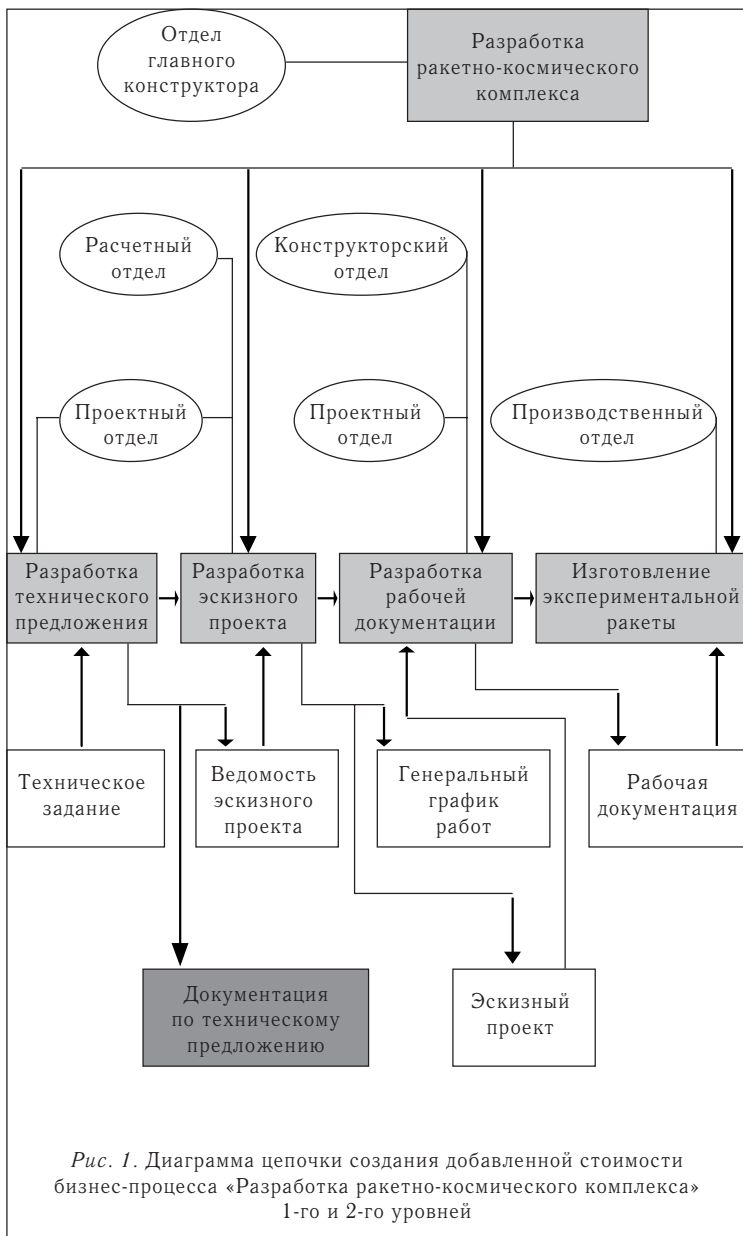 Отдел
главного
конструктора
Разработка
ракетно-космического
комплекса
Расчетный
отдел
Конструкторский
отдел
Проектный
отдел
Проектный
отдел
Производственный
отдел
Разработка
технического
предложения
Разработка
эскизного
проекта
Разработка
рабочей
документации
Изготовление
экспериментальной
ракеты
Техническое
задание
Ведомость
эскизного
проекта
Генеральный
график
работ
Рабочая
документация
Документация
по техническому
предложению
Эскизный
проект
Рис. 1. Диаграмма цепочки создания добавленной стоимости
бизнес-процесса «Разработка ракетно-космического комплекса»
1-го и 2-го уровней